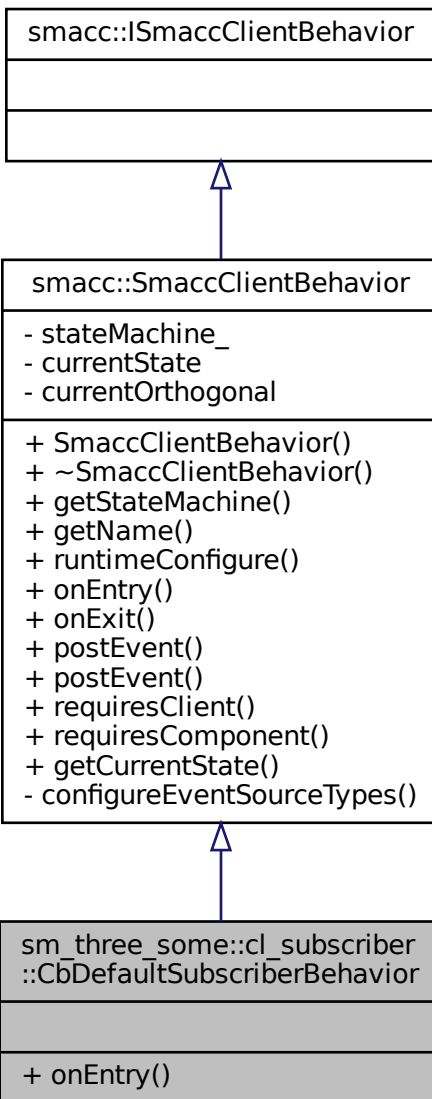 smacc::ISmaccClientBehavior
smacc::SmaccClientBehavior
- stateMachine_
- currentState
- currentOrthogonal
+ SmaccClientBehavior()
+ ~SmaccClientBehavior()
+ getStateMachine()
+ getName()
+ runtimeConfigure()
+ onEntry()
+ onExit()
+ postEvent()
+ postEvent()
+ requiresClient()
+ requiresComponent()
+ getCurrentState()
- configureEventSourceTypes()
sm_three_some::cl_subscriber
::CbDefaultSubscriberBehavior
+ onEntry()